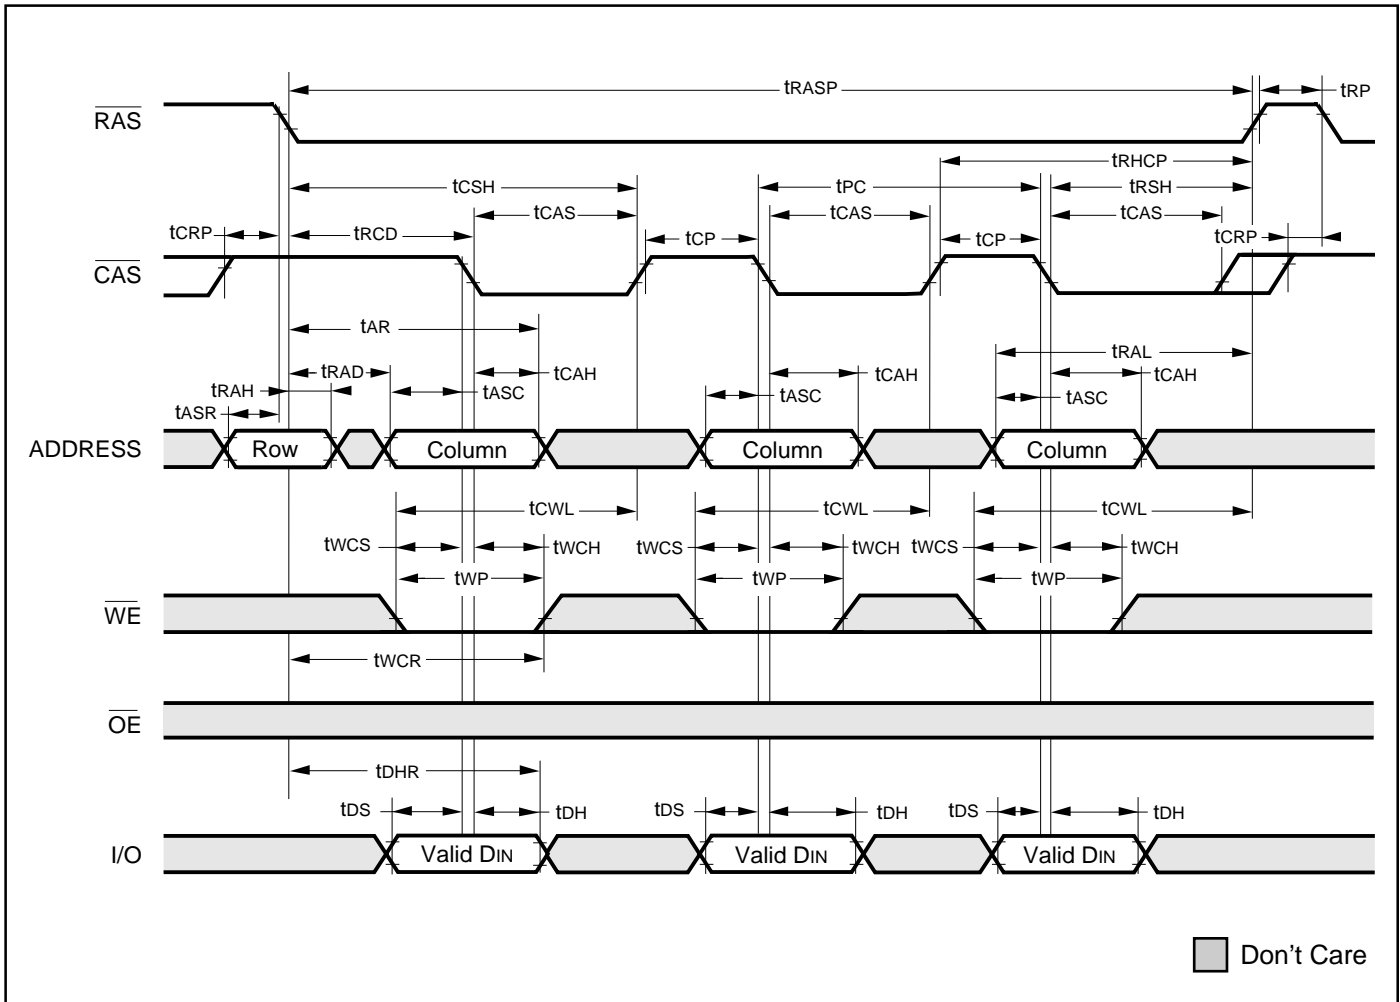 tRASP
tRP
RAS
tRHCP
tCSH
tPC
tRSH
tCAS
tCAS
tCAS
tCRP
tRCD
tCP
tCP
tCRP
CAS
tAR
tRAL
tRAD
tCAH
tCAH
tCAH
tRAH
tASC
tASC
tASC
tASR
ADDRESS
Row
Column
Column
Column
tCWL
tCWL
tCWL
tWCS
tWCH
tWCS
tWCH
tWCS
tWCH
tWP
tWP
tWP
WE
tWCR
OE
tDHR
tDS
tDH
tDS
tDH
tDS
tDH
I/O
Valid DIN
Valid DIN
Valid DIN
Don't Care